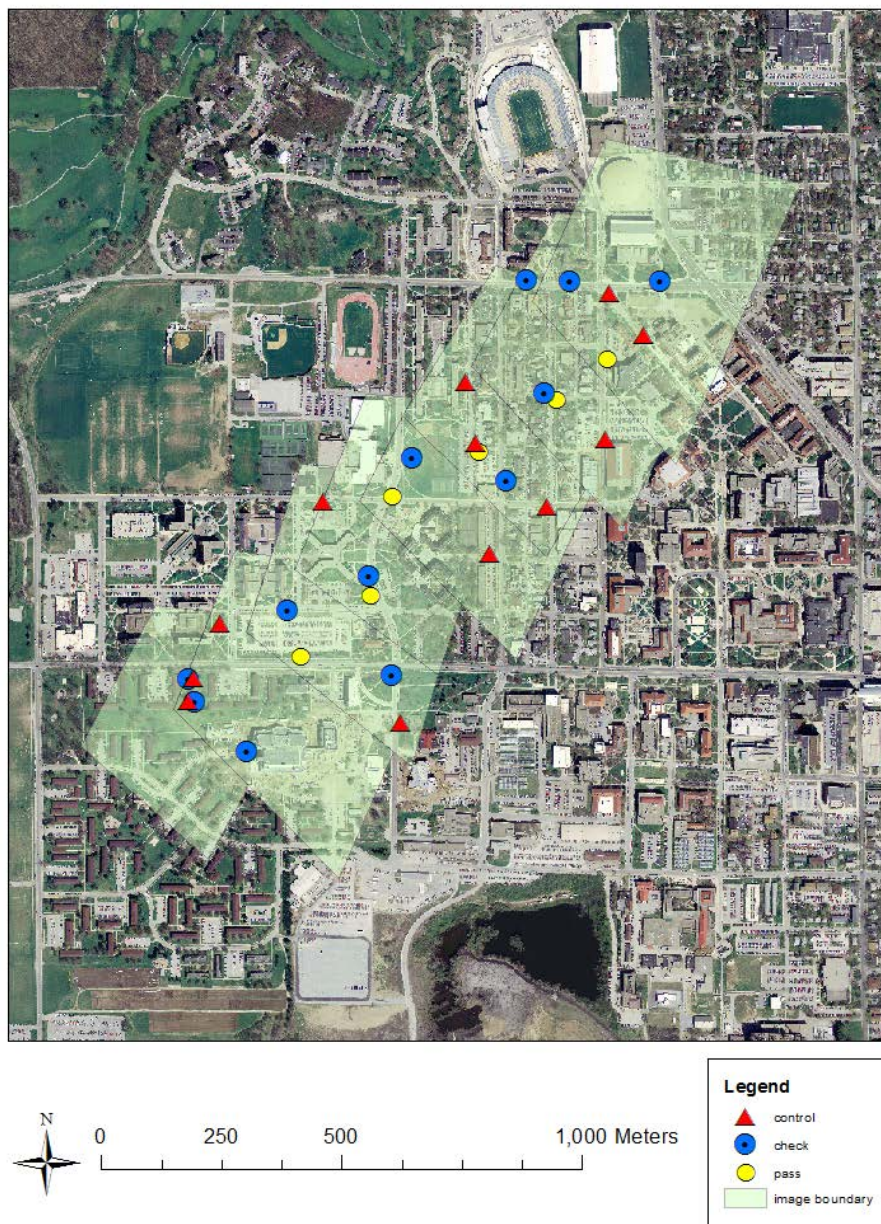 N
0 250 500 1,000 Meters
Legend
control
check
pass
image boundary